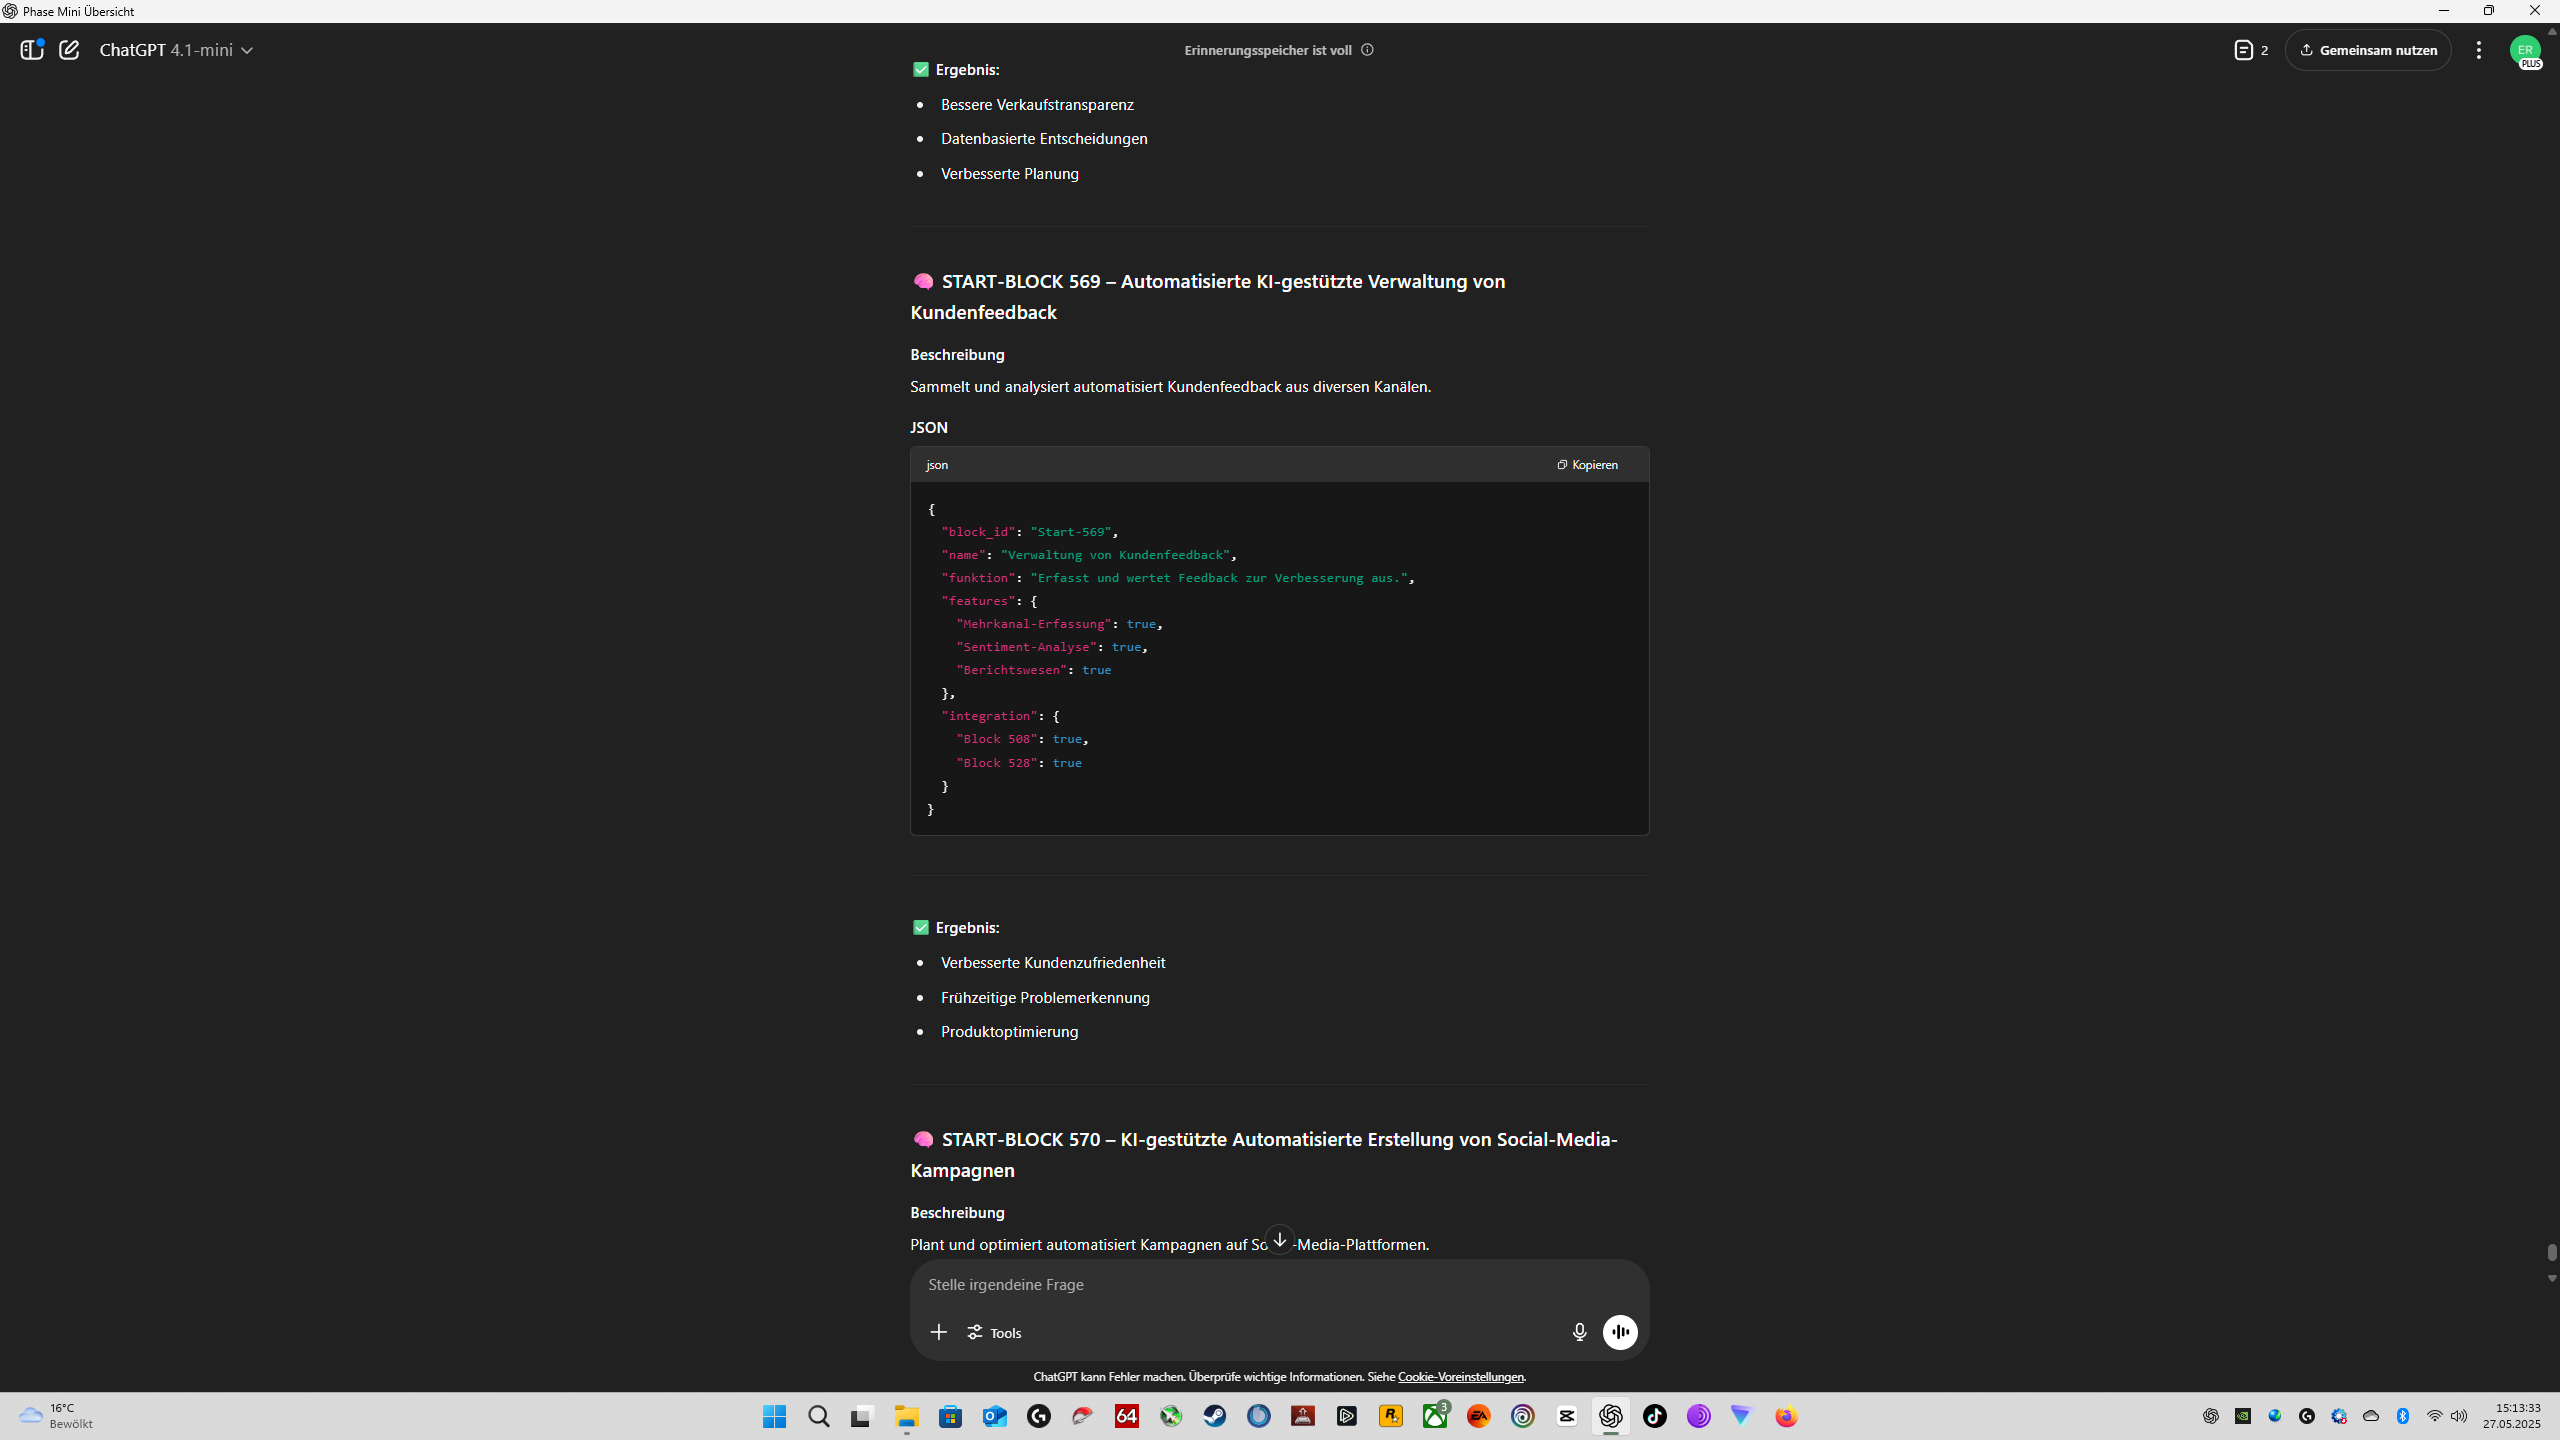 Phase Mini Übersicht
ChatGPT 4.1-mini
Erinnerungsspeicher ist voll
2
Gemeinsam nutzen
ER
PLUS
✅ Ergebnis:
• Bessere Verkaufstransparenz
• Datenbasierte Entscheidungen
• Verbesserte Planung
🧠 START-BLOCK 569 – Automatisierte KI-gestützte Verwaltung von
Kundenfeedback
Beschreibung
Sammelt und analysiert automatisiert Kundenfeedback aus diversen Kanälen.
JSON
json
Kopieren
{
"block_id": "Start-569",
"name": "Verwaltung von Kundenfeedback",
"funktion": "Erfasst und wertet Feedback zur Verbesserung aus.",
"features": {
"Mehrkanal-Erfassung": true,
"Sentiment-Analyse": true,
"Berichtswesen": true
},
"integration": {
"Block 508": true,
"Block 528": true
}
}
✅ Ergebnis:
• Verbesserte Kundenzufriedenheit
• Frühzeitige Problemerkennung
• Produktoptimierung
🧠 START-BLOCK 570 – KI-gestützte Automatisierte Erstellung von Social-Media-
Kampagnen
Beschreibung
Plant und optimiert automatisiert Kampagnen auf So -Media-Plattformen.
Stelle irgendeine Frage
Tools
ChatGPT kann Fehler machen. Überprüfe wichtige Informationen. Siehe Cookie-Voreinstellungen.
16°C
Bewölkt
64
3
EA
15:13:33
27.05.2025